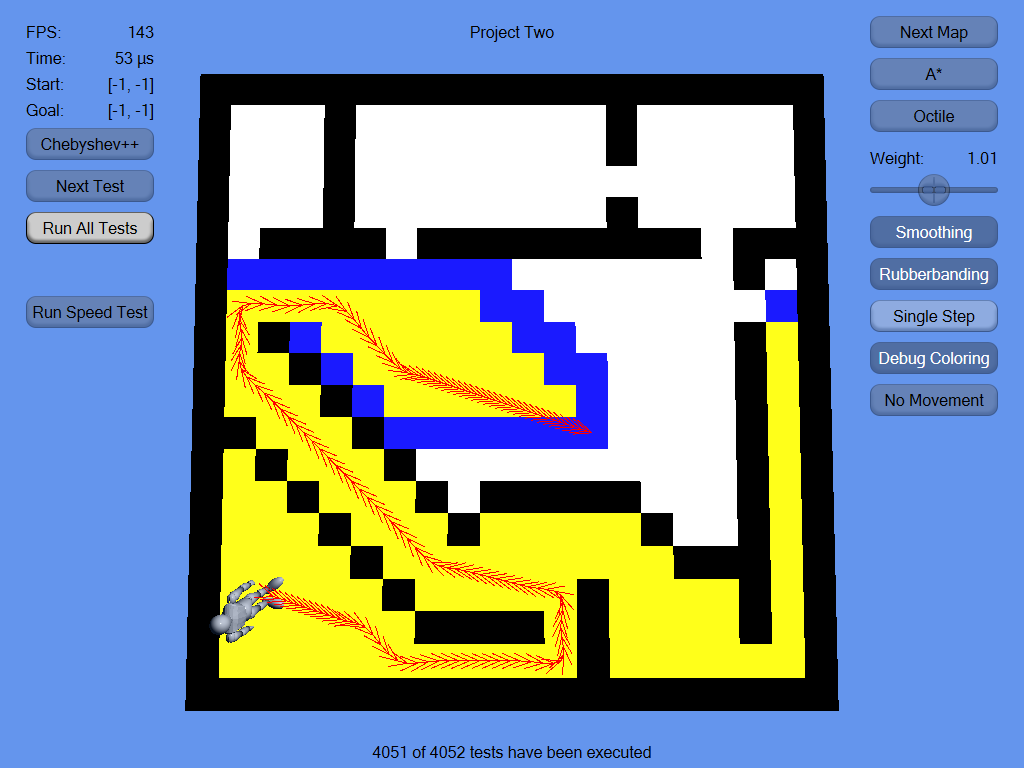 FPS: 143
Time: 53 µs
Start: [-1, -1]
Goal: [-1, -1]
Chebyshev++
Next Test
Run All Tests
Run Speed Test
Project Two
Next Map
A*
Octile
Weight: 1.01
Smoothing
Rubberbanding
Single Step
Debug Coloring
No Movement
4051 of 4052 tests have been executed